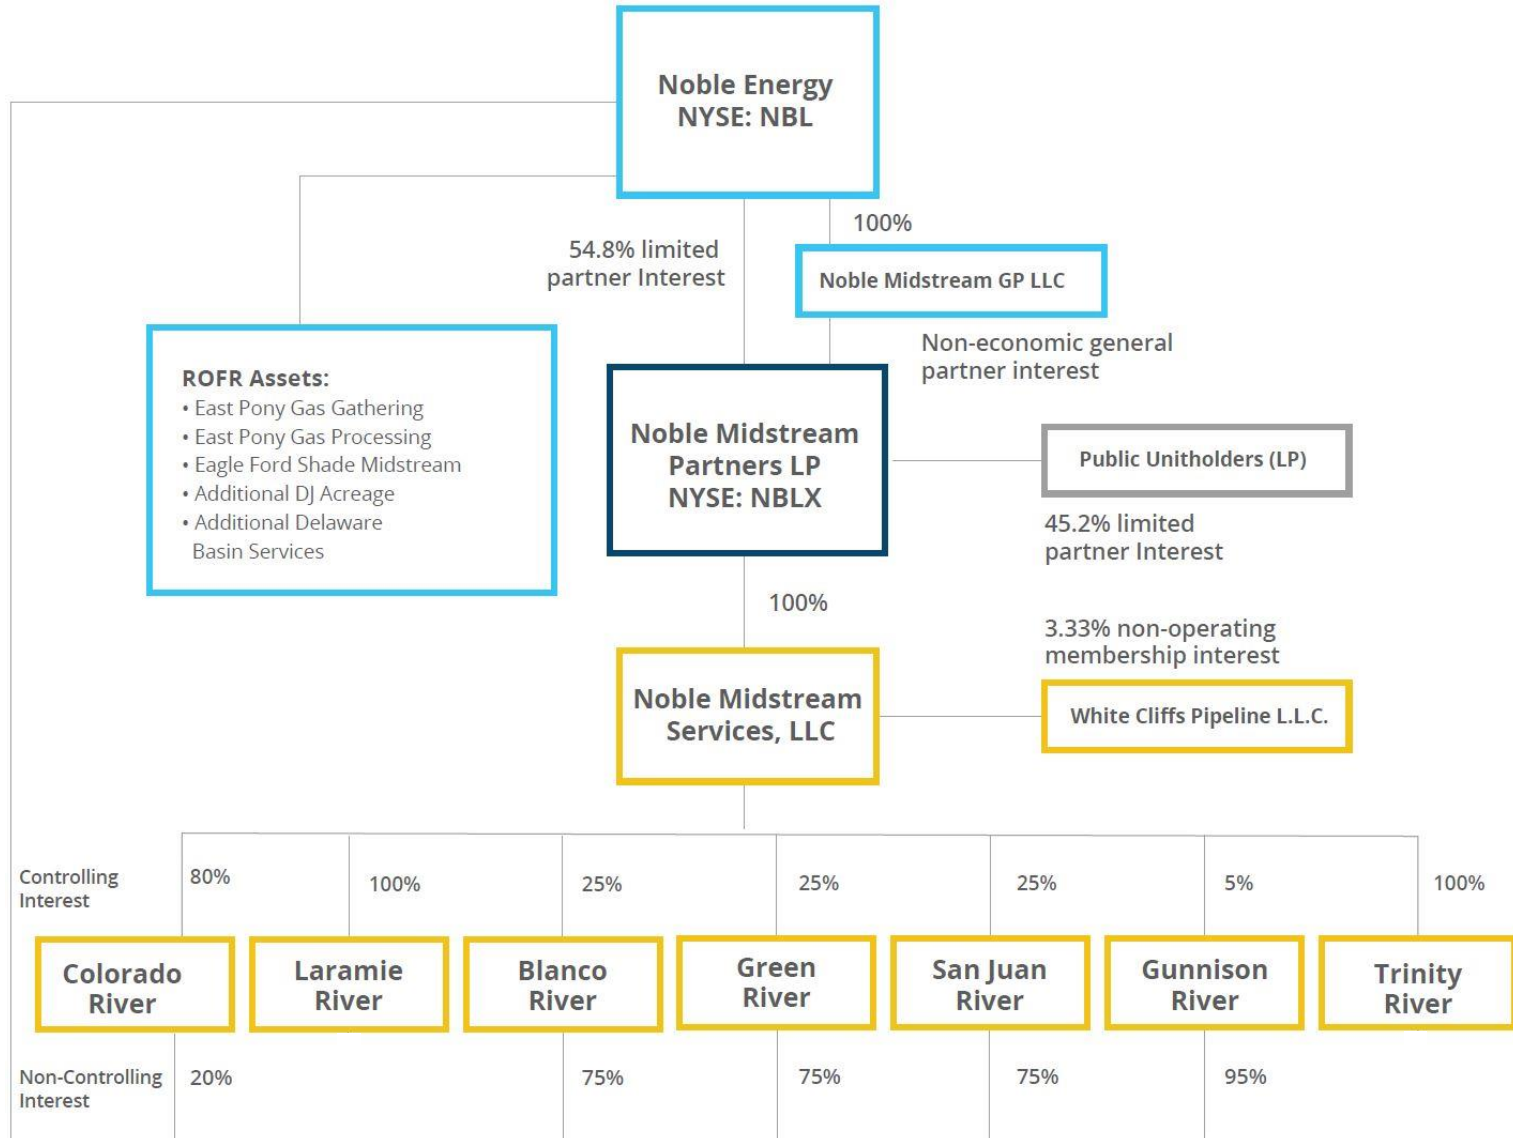 Noble Energy
NYSE: NBL
100%
54.8% limited
partner Interest
Noble Midstream GP LLC
Non-economic general
partner interest
ROFR Assets:
• East Pony Gas Gathering
• East Pony Gas Processing
• Eagle Ford Shade Midstream
• Additional DJ Acreage
• Additional Delaware
Basin Services
Noble Midstream
Partners LP
NYSE: NBLX
Public Unitholders (LP)
45.2% limited
partner Interest
100%
3.33% non-operating
membership interest
Noble Midstream
Services, LLC
White Cliffs Pipeline L.L.C.
Controlling
Interest
80%
100%
25%
25%
25%
5%
100%
Colorado
River
Laramie
River
Blanco
River
Green
River
San Juan
River
Gunnison
River
Trinity
River
Non-Controlling
Interest
20%
75%
75%
75%
95%